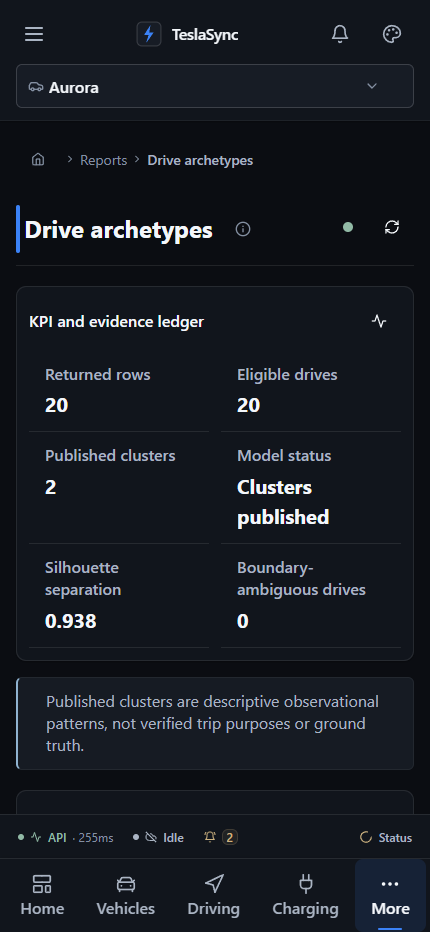 TeslaSync
Aurora
Reports
Drive archetypes
Drive archetypes
KPI and evidence ledger
Returned rows
20
Eligible drives
20
Published clusters
2
Model status
Clusters
published
Silhouette
separation
0.938
Boundary-
ambiguous drives
0
Published clusters are descriptive observational
patterns, not verified trip purposes or ground
truth.
API · 255ms
Idle
2
Status
Home
Vehicles
Driving
Charging
More